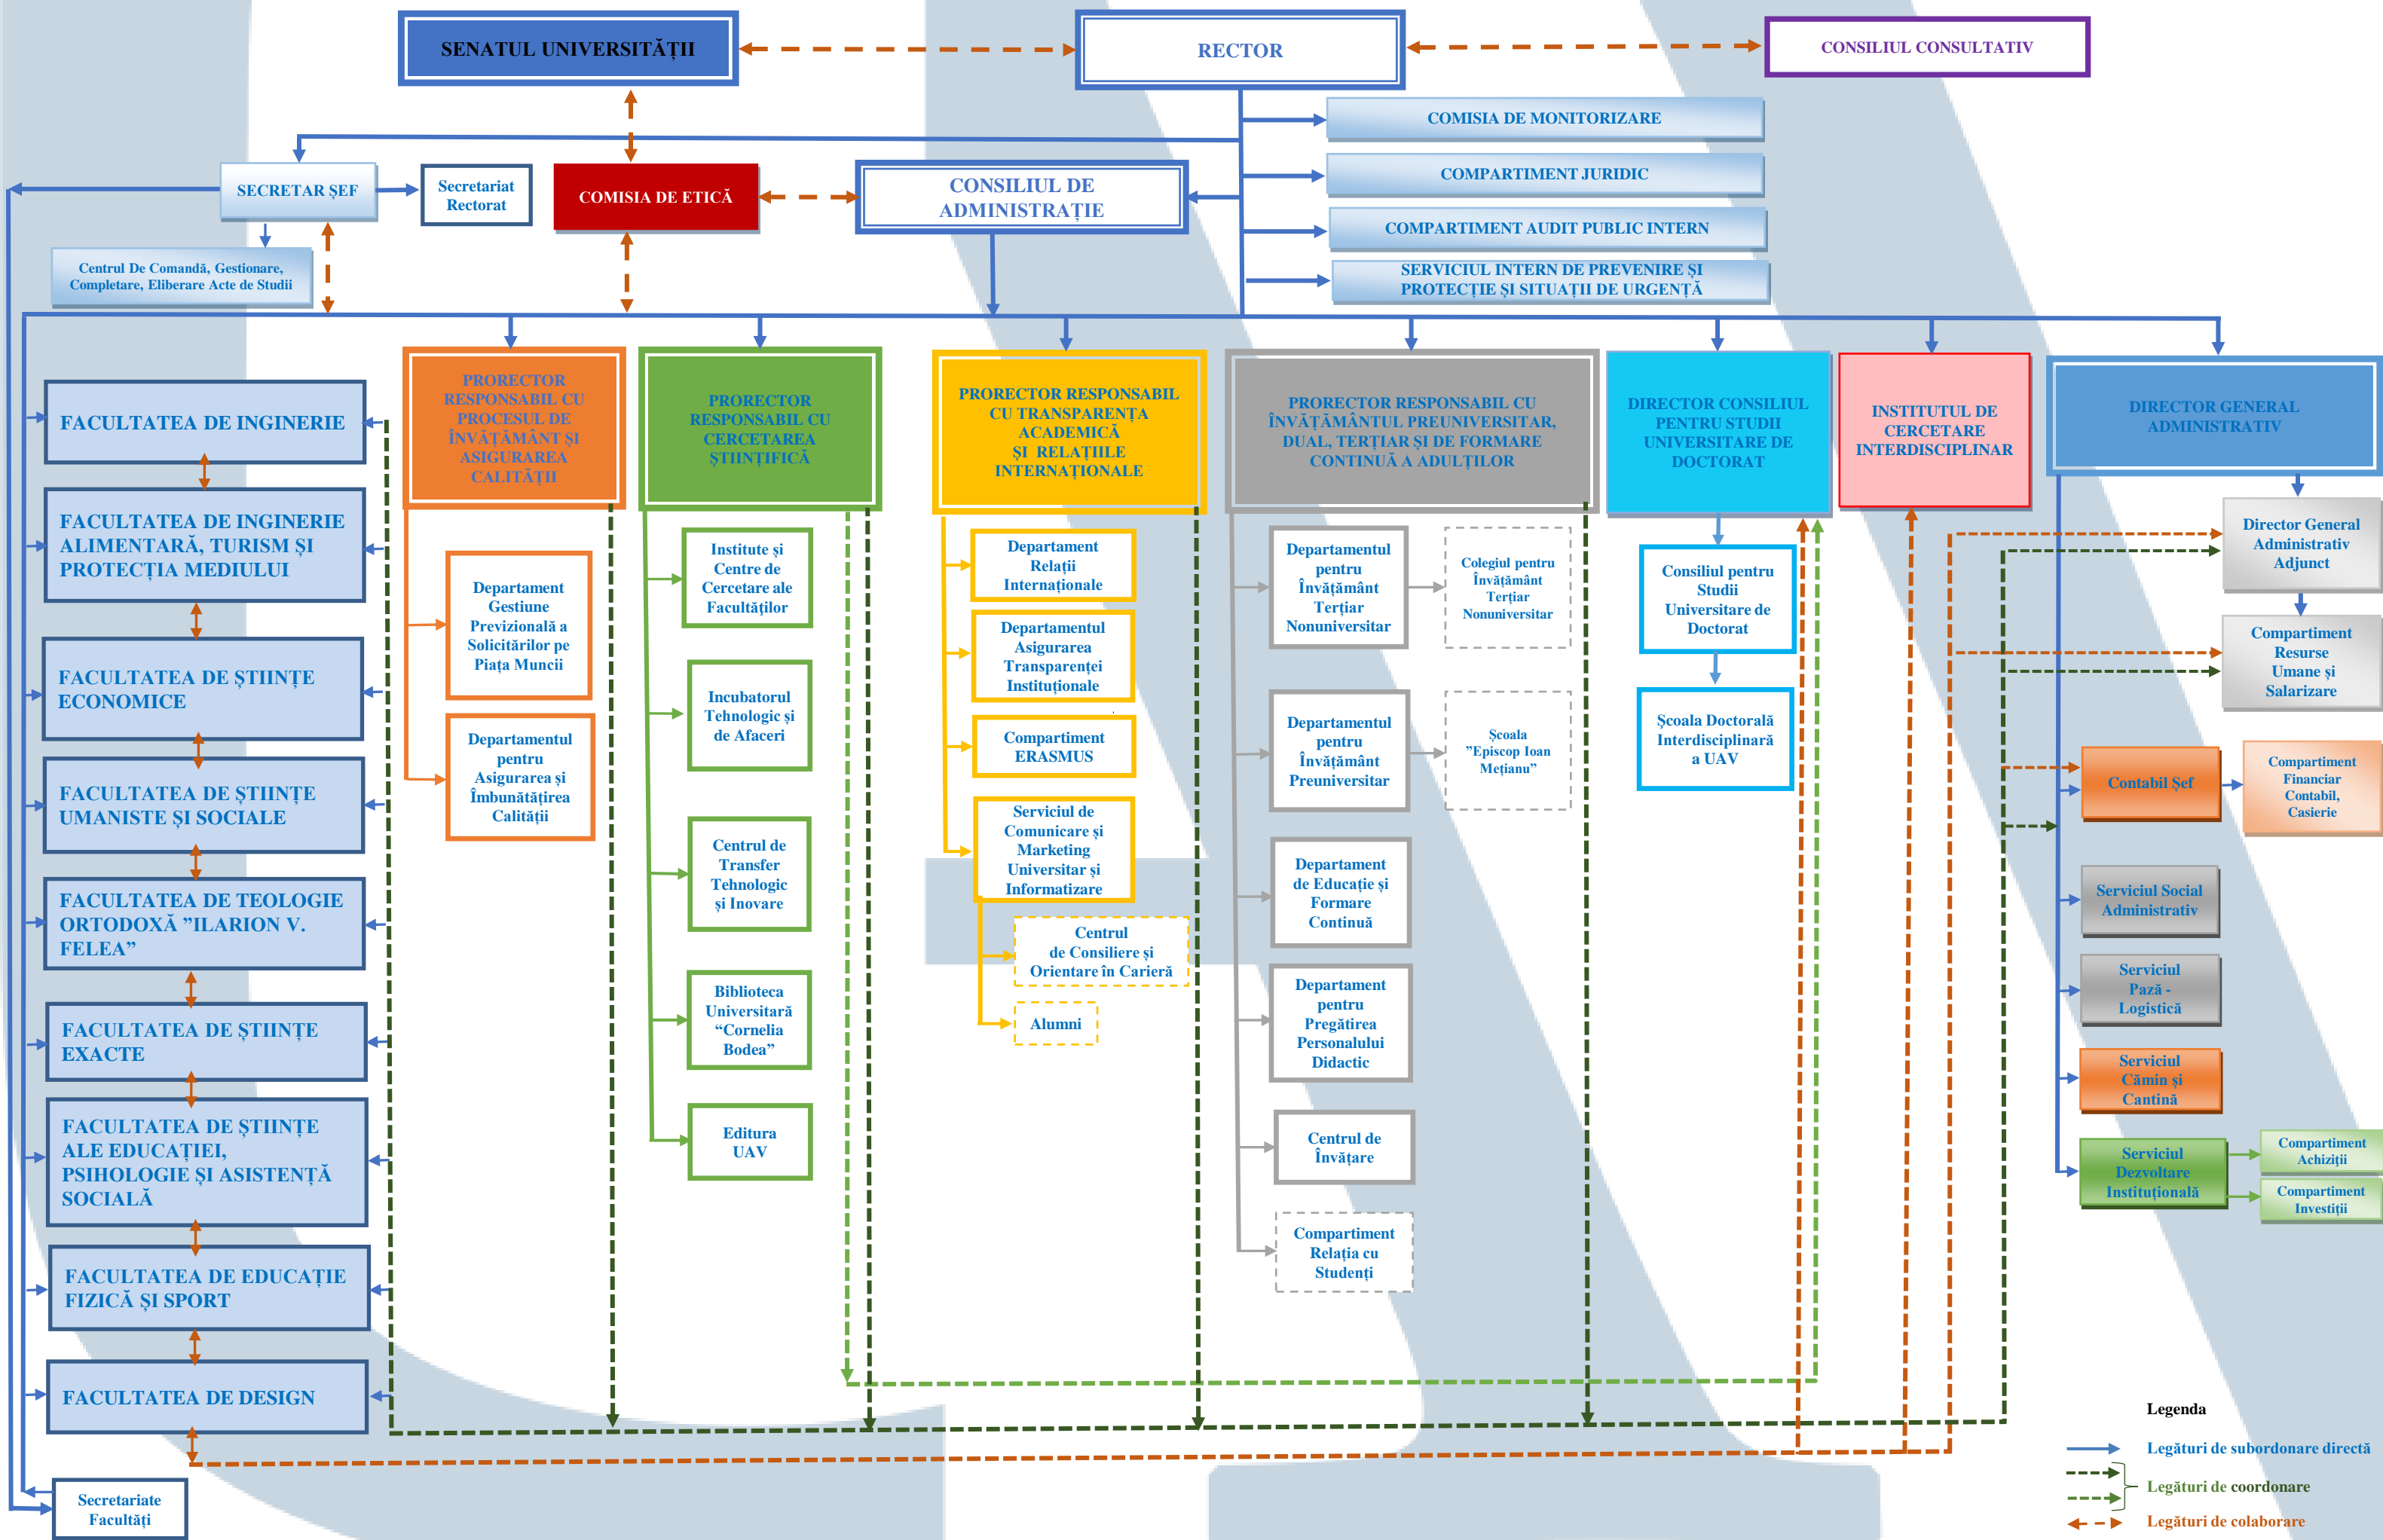 SENATUL UNIVERSITĂȚII
RECTOR
CONSILIUL CONSULTATIV
COMISIA DE MONITORIZARE
COMPARTIMENT JURIDIC
COMPARTIMENT AUDIT PUBLIC INTERN
SERVICIUL INTERN DE PREVENIRE ȘI
PROTECȚIE ȘI SITUAȚII DE URGENȚĂ
SECRETAR ȘEF
Secretariat
Rectorat
COMISIA DE ETICĂ
CONSILIUL DE
ADMINISTRAȚIE
Centrul De Comandă, Gestionare,
Completare, Eliberare Acte de Studii
FACULTATEA DE INGINERIE
FACULTATEA DE INGINERIE
ALIMENTARĂ, TURISM ȘI
PROTECȚIA MEDIULUI
FACULTATEA DE ȘTIINȚE
ECONOMICE
FACULTATEA DE ȘTIINȚE
UMANISTE ȘI SOCIALE
FACULTATEA DE TEOLOGIE
ORTODOXĂ ”ILARION V.
FELEA”
FACULTATEA DE ȘTIINȚE
EXACTE
FACULTATEA DE ȘTIINȚE
ALE EDUCAȚIEI,
PSIHOLOGIE ȘI ASISTENȚĂ
SOCIALĂ
FACULTATEA DE EDUCAȚIE
FIZICĂ ȘI SPORT
FACULTATEA DE DESIGN
Secretariate
Facultăți
PRORECTOR
RESPONSABIL CU
PROCESUL DE
ÎNVĂȚĂMÂNT ȘI
ASIGURAREA
CALITĂȚII
Departament
Gestiune
Previzională a
Solicitărilor pe
Piața Muncii
Departamentul
pentru
Asigurarea și
Îmbunătățirea
Calității
PRORECTOR
RESPONSABIL CU
CERCETAREA
ȘTIINȚIFICĂ
Institute și
Centre de
Cercetare ale
Facultăților
Incubatorul
Tehnologic și
de Afaceri
Centrul de
Transfer
Tehnologic
și Inovare
Biblioteca
Universitară
“Cornelia
Bodea”
Editura
UAV
PRORECTOR RESPONSABIL
CU TRANSPARENȚA
ACADEMICĂ
ȘI RELAȚIILE
INTERNAȚIONALE
Departament
Relații
Internaționale
Departamentul
Asigurarea
Transparenței
Instituționale
Compartiment
ERASMUS
Serviciul de
Comunicare și
Marketing
Universitar și
Informatizare
Centrul
de Consiliere și
Orientare în Carieră
Alumni
PRORECTOR RESPONSABIL CU
ÎNVĂȚĂMÂNTUL PREUNIVERSITAR,
DUAL, TERȚIAR ȘI DE FORMARE
CONTINUĂ A ADULȚILOR
Departamentul
pentru
Învățământ
Terțiar
Nonuniversitar
Colegiul pentru
Învățământ
Terțiar
Nonuniversitar
Departamentul
pentru
Învățământ
Preuniversitar
Școala
”Episcop Ioan
Mețianu”
Departament
de Educație și
Formare
Continuă
Departament
pentru
Pregătirea
Personalului
Didactic
Centrul de
Învățare
Compartiment
Relația cu
Studenți
DIRECTOR CONSILIUL
PENTRU STUDII
UNIVERSITARE DE
DOCTORAT
Consiliul pentru
Studii
Universitare de
Doctorat
Școala Doctorală
Interdisciplinară
a UAV
INSTITUTUL DE
CERCETARE
INTERDISCIPLINAR
DIRECTOR GENERAL
ADMINISTRATIV
Director General
Administrativ
Adjunct
Compartiment
Resurse
Umane și
Salarizare
Contabil Șef
Compartiment
Financiar
Contabil,
Casierie
Serviciul Social
Administrativ
Serviciul
Pază -
Logistică
Serviciul
Cămin și
Cantină
Serviciul
Dezvoltare
Instituțională
Compartiment
Achiziții
Compartiment
Investiții
Legenda
Legături de subordonare directă
Legături de coordonare
Legături de colaborare